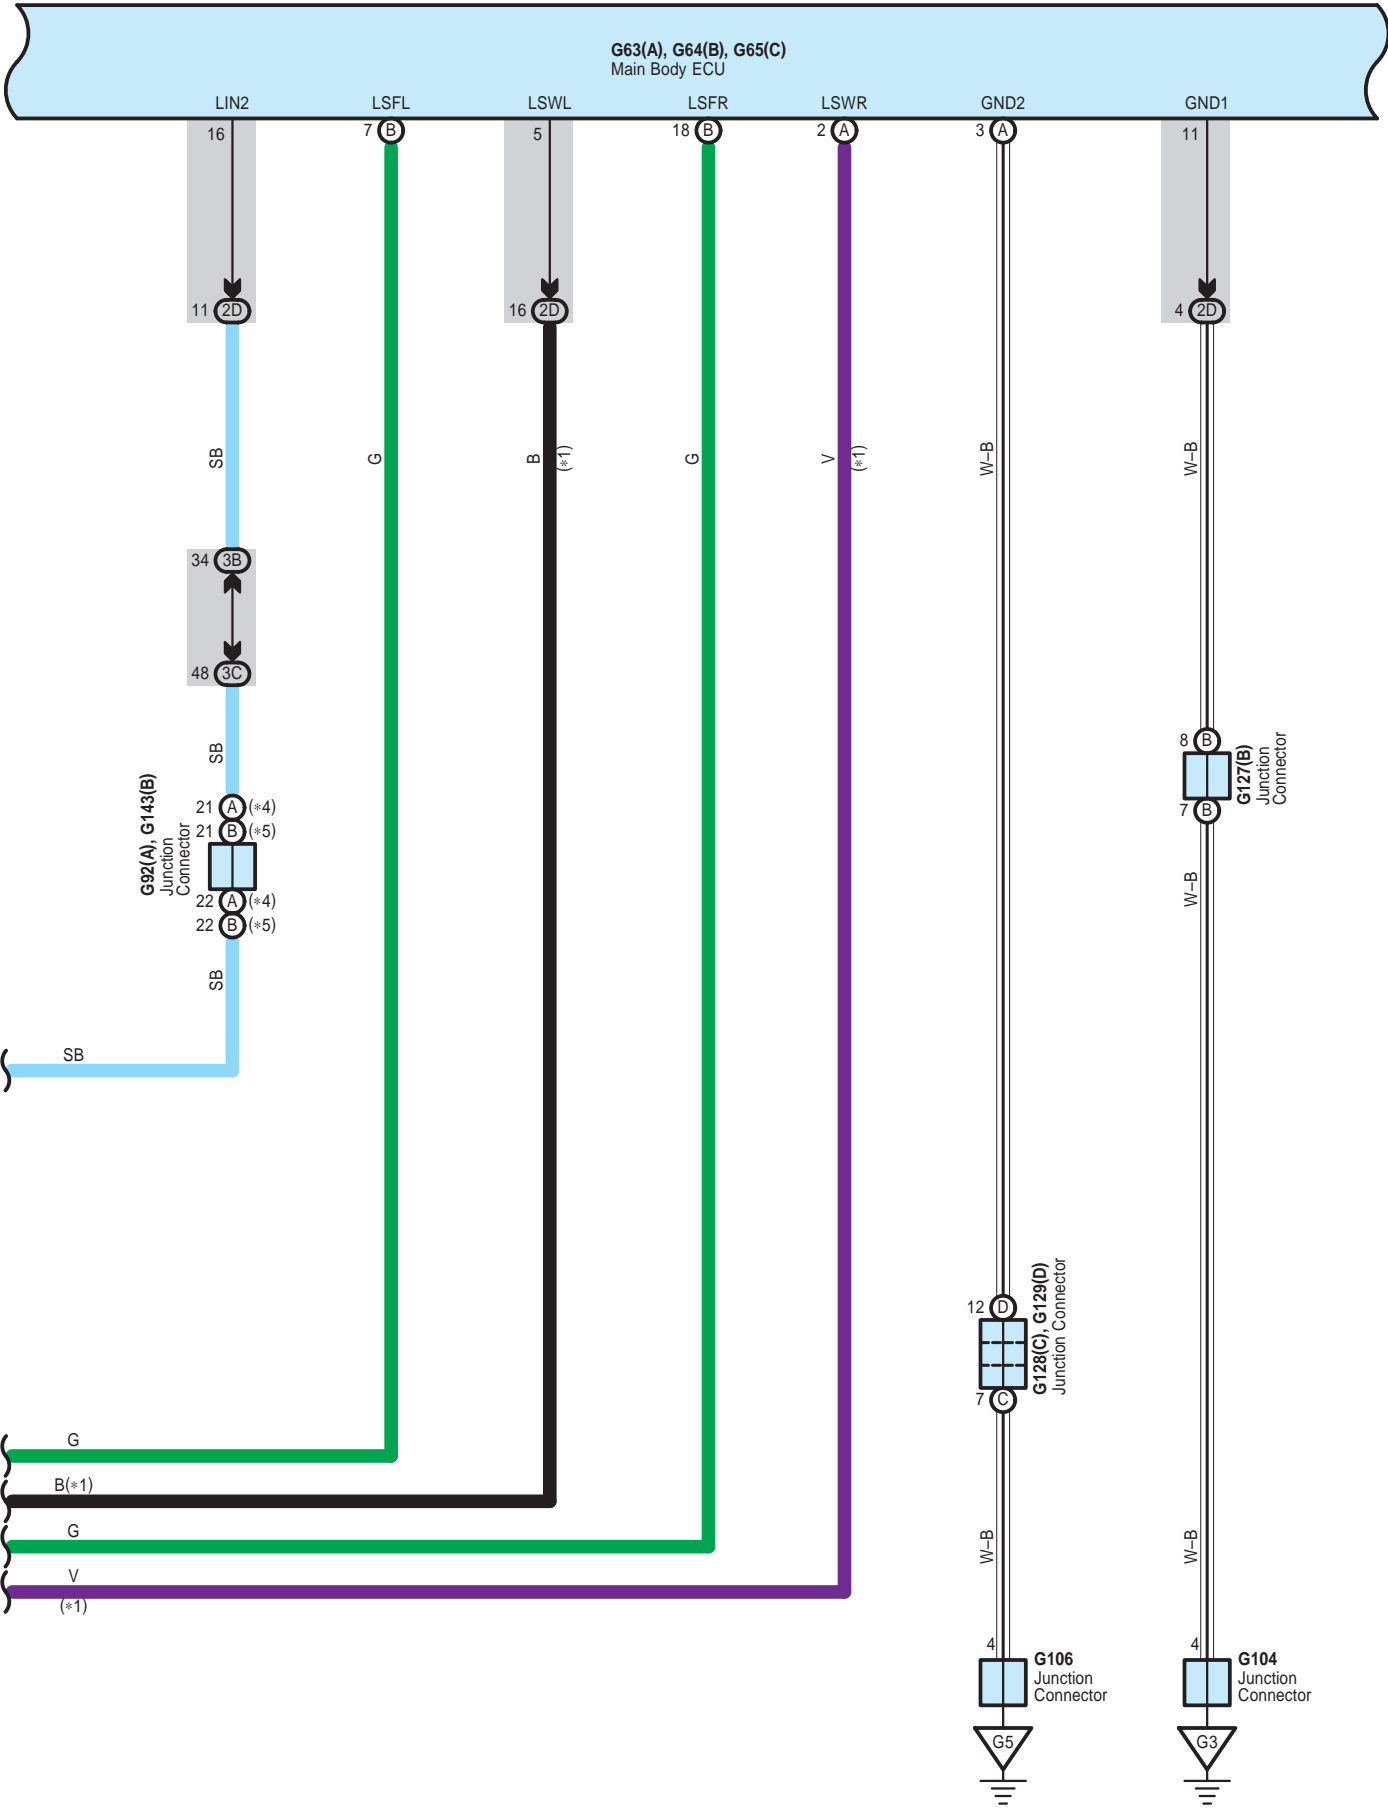 G63(A), G64(B), G65(C)
Main Body ECU
LIN2 LSFL LSWL LSFR LSWR GND2 GND1
16 7 B 5 18 B 2 A 3 A 11
11 2D 16 2D 4 2D
SB G B (*1) G V (*1) W–B W–B
34 3B
48 3C
SB
8 B
G127(B)
Junction
Connector
7 B
21 A (*4)
21 B (*5)
G92(A), G143(B)
Junction
Connector
22 A (*4)
22 B (*5)
W–B
SB
SB
12 D
G128(C), G129(D)
Junction Connector
7 C
G
B(*1)
G
V
(*1)
W–B W–B
4 4
G106
Junction
Connector
G104
Junction
Connector
G5 G3